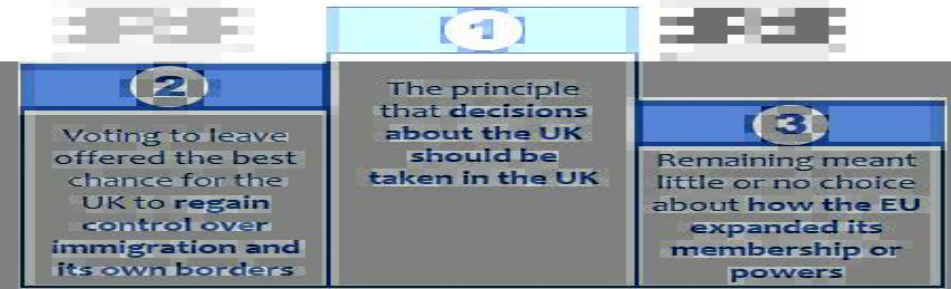 1
The principle
that decisions
about the UK
should be
taken in the UK
2
Voting to leave
offered the best
chance for the
UK to regain
control over
immigration and
its own borders
3
Remaining meant
little or no choice
about how the EU
expanded its
membership or
powers